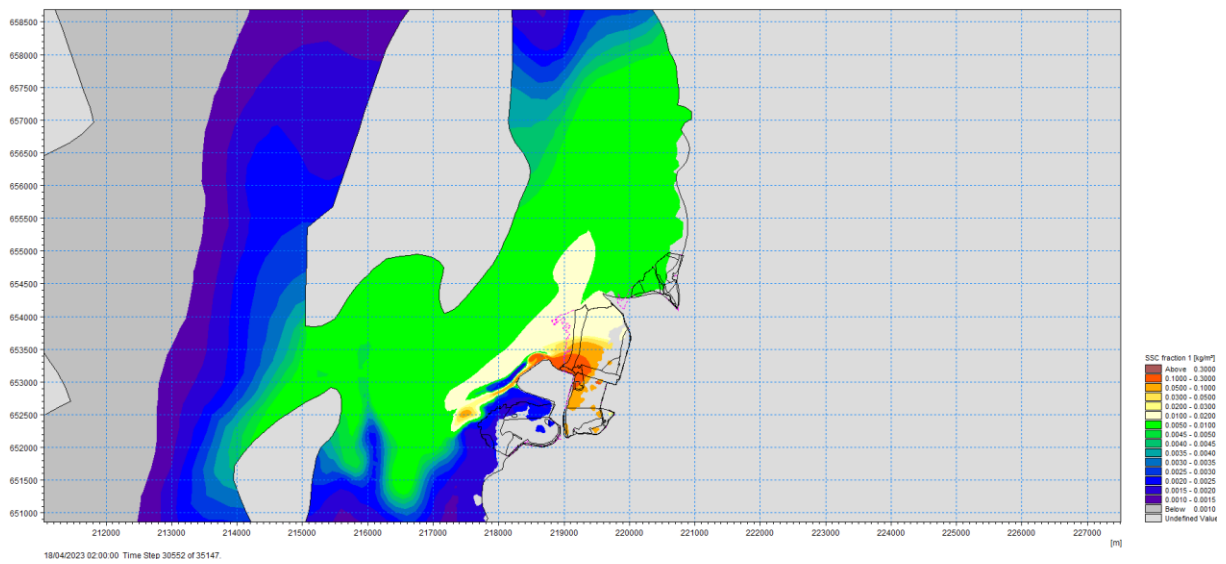 658500
658000
657500
657000
656500
656000
655500
655000
654500
654000
653500
653000
652500
652000
651500
651000
212000 213000 214000 215000 216000 217000 218000 219000 220000 221000 222000 223000 224000 225000 226000 227000
[m]
SSC fraction 1 [kg/m³]
Above 0.3000
0.1000 - 0.3000
0.0500 - 0.1000
0.0300 - 0.0500
0.0200 - 0.0300
0.0100 - 0.0200
0.0050 - 0.0100
0.0045 - 0.0050
0.0040 - 0.0045
0.0035 - 0.0040
0.0030 - 0.0035
0.0025 - 0.0030
0.0020 - 0.0025
0.0015 - 0.0020
0.0010 - 0.0015
Below 0.0010
Undefined Value
18/04/2023 02:00:00 Time Step 30552 of 35147.